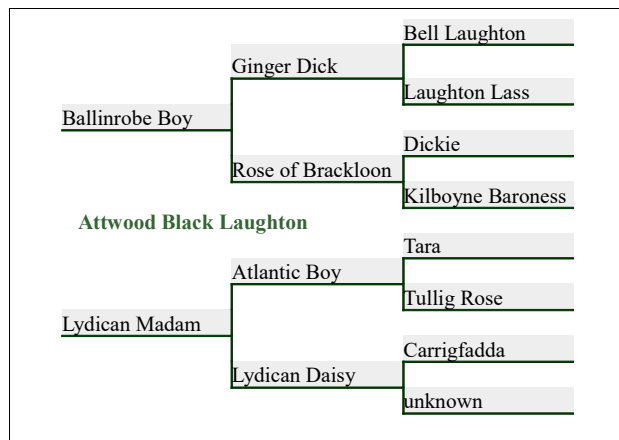 Bell Laughton
Ginger Dick
Laughton Lass
Ballinrobe Boy
Dickie
Rose of Brackloon
Kilboyne Baroness
Attwood Black Laughton
Tara
Atlantic Boy
Tullig Rose
Lydican Madam
Carrigfadda
Lydican Daisy
unknown